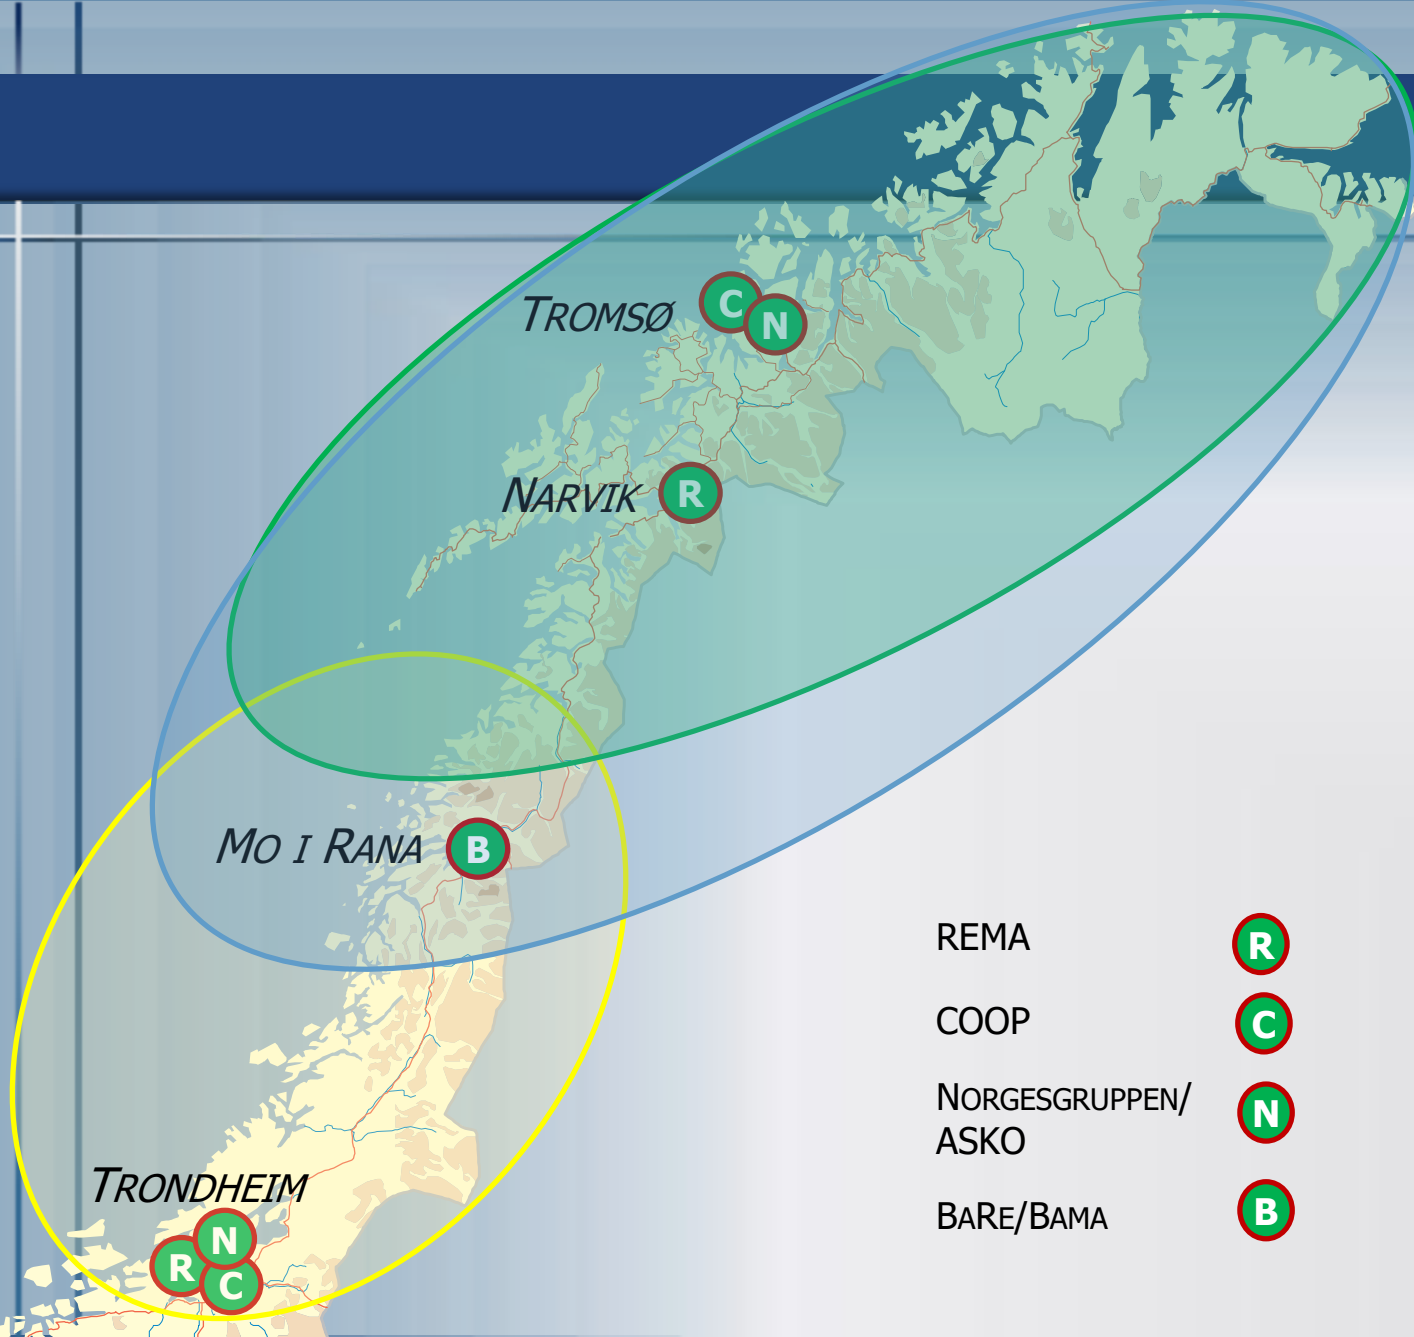 TROMSØ
C
N
NARVIK
R
MO I RANA
B
REMA
R
COOP
C
NORGESGRUPPEN/
ASKO
N
BARE/BAMA
B
TRONDHEIM
N
R
C